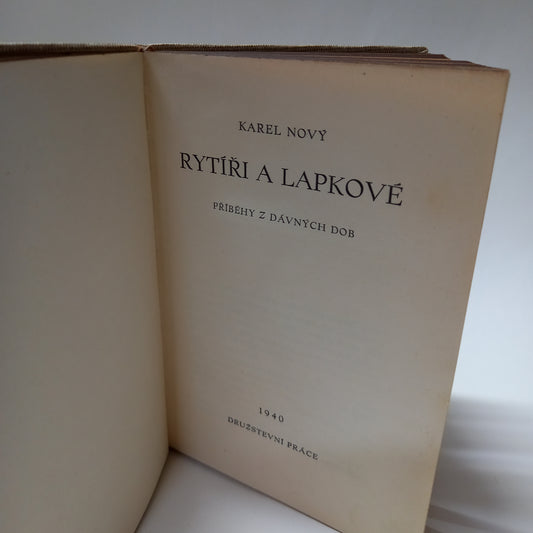 KAREL NOVÝ
RYTÍŘI A LAPKOVÉ
PŘÍBĚHY Z DÁVNÝCH DOB
1940
DRUŽSTEVNÍ PRÁCE